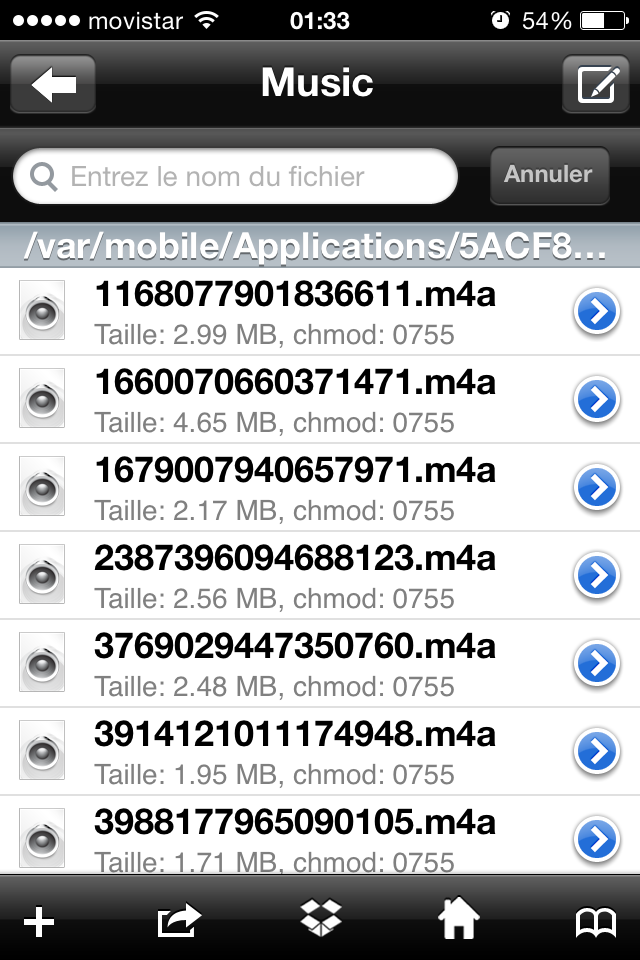 movistar 01:33 54%
Music
Entrez le nom du fichier Annuler
/var/mobile/Applications/5ACF8...
1168077901836611.m4a
Taille: 2.99 MB, chmod: 0755
1660070660371471.m4a
Taille: 4.65 MB, chmod: 0755
1679007940657971.m4a
Taille: 2.17 MB, chmod: 0755
2387396094688123.m4a
Taille: 2.56 MB, chmod: 0755
3769029447350760.m4a
Taille: 2.48 MB, chmod: 0755
3914121011174948.m4a
Taille: 1.95 MB, chmod: 0755
3988177965090105.m4a
Taille: 1.71 MB, chmod: 0755